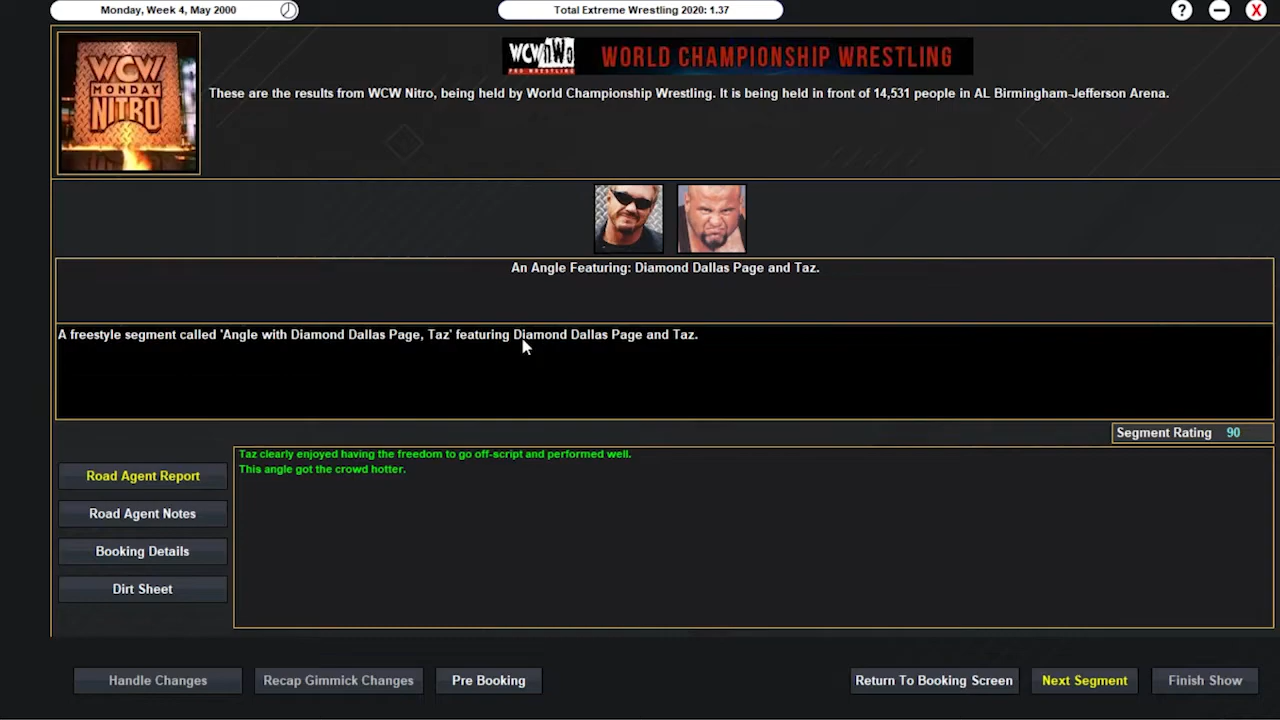 Monday, Week 4, May 2000
Total Extreme Wrestling 2020: 1.37
?
X
WCW
MONDAY
NITRO
WCW nWo
PRO WRESTLING
WORLD CHAMPIONSHIP WRESTLING
These are the results from WCW Nitro, being held by World Championship Wrestling. It is being held in front of 14,531 people in AL Birmingham-Jefferson Arena.
An Angle Featuring: Diamond Dallas Page and Taz.
A freestyle segment called 'Angle with Diamond Dallas Page, Taz' featuring Diamond Dallas Page and Taz.
Segment Rating 90
Road Agent Report
Road Agent Notes
Booking Details
Dirt Sheet
Taz clearly enjoyed having the freedom to go off-script and performed well.
This angle got the crowd hotter.
Handle Changes
Recap Gimmick Changes
Pre Booking
Return To Booking Screen
Next Segment
Finish Show